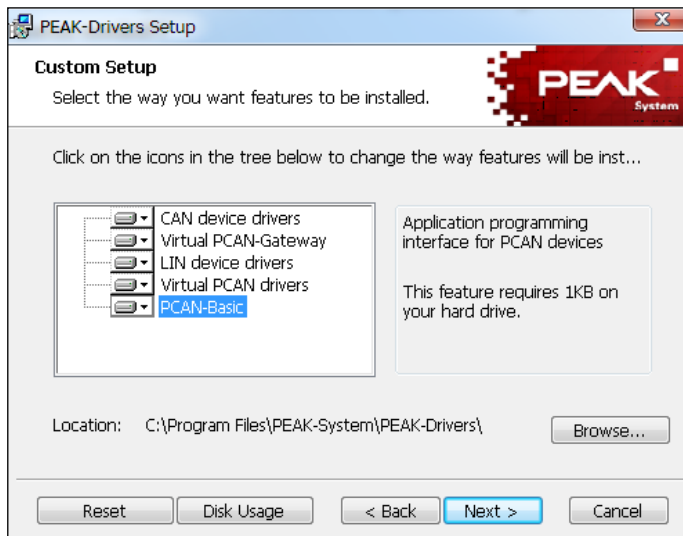 PEAK-Drivers Setup
Custom Setup
Select the way you want features to be installed.
PEAK
System
Click on the icons in the tree below to change the way features will be inst...
CAN device drivers
Virtual PCAN-Gateway
LIN device drivers
Virtual PCAN drivers
PCAN-Basic
Application programming
interface for PCAN devices
This feature requires 1KB on
your hard drive.
Location: C:\Program Files\PEAK-System\PEAK-Drivers\
Browse...
Reset
Disk Usage
< Back
Next >
Cancel